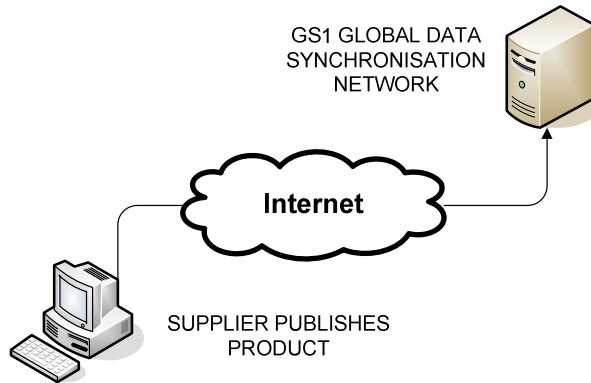 GS1 GLOBAL DATA
SYNCHRONISATION
NETWORK
Internet
SUPPLIER PUBLISHES
PRODUCT